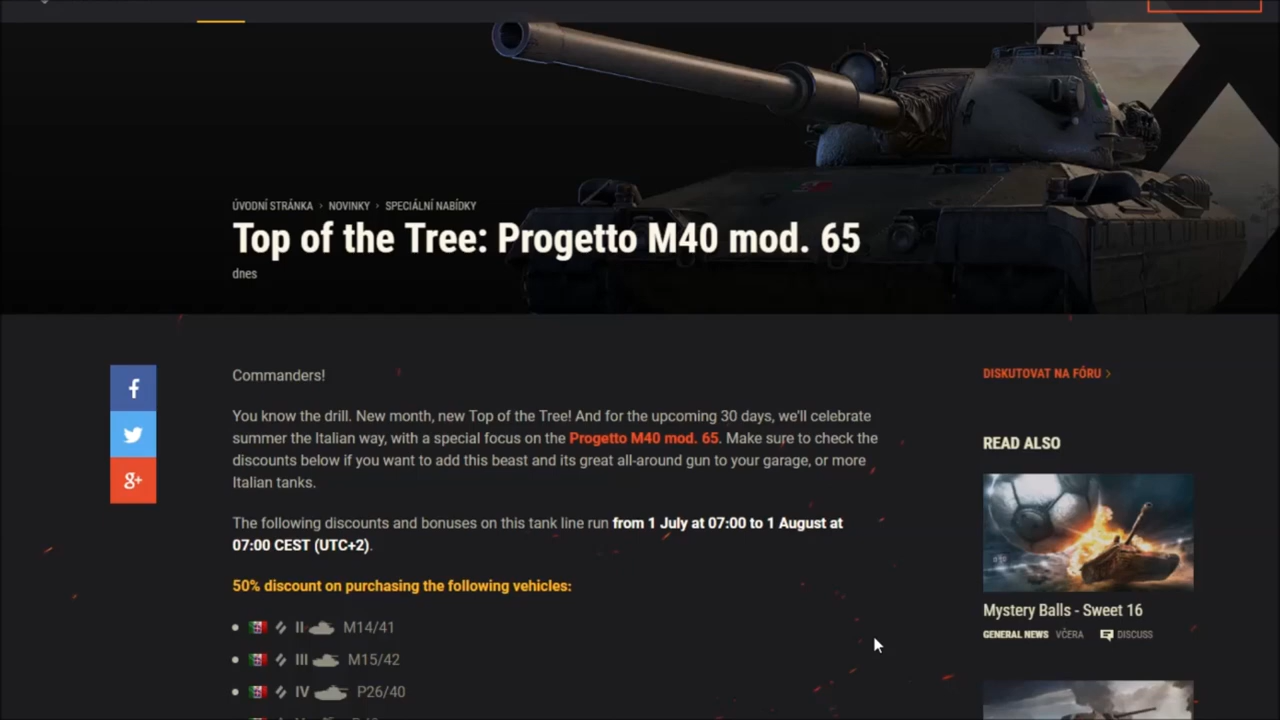 ÚVODNÍ STRÁNKA › NOVINKY › SPECIÁLNÍ NABÍDKY
Top of the Tree: Progetto M40 mod. 65
dnes
Commanders!
You know the drill. New month, new Top of the Tree! And for the upcoming 30 days, we'll celebrate
summer the Italian way, with a special focus on the Progetto M40 mod. 65. Make sure to check the
discounts below if you want to add this beast and its great all-around gun to your garage, or more
Italian tanks.
The following discounts and bonuses on this tank line run from 1 July at 07:00 to 1 August at
07:00 CEST (UTC+2).
50% discount on purchasing the following vehicles:
II M14/41
III M15/42
IV P26/40
f
g+
DISKUTOVAT NA FÓRU ›
READ ALSO
Mystery Balls - Sweet 16
GENERAL NEWS VČERA DISCUSS